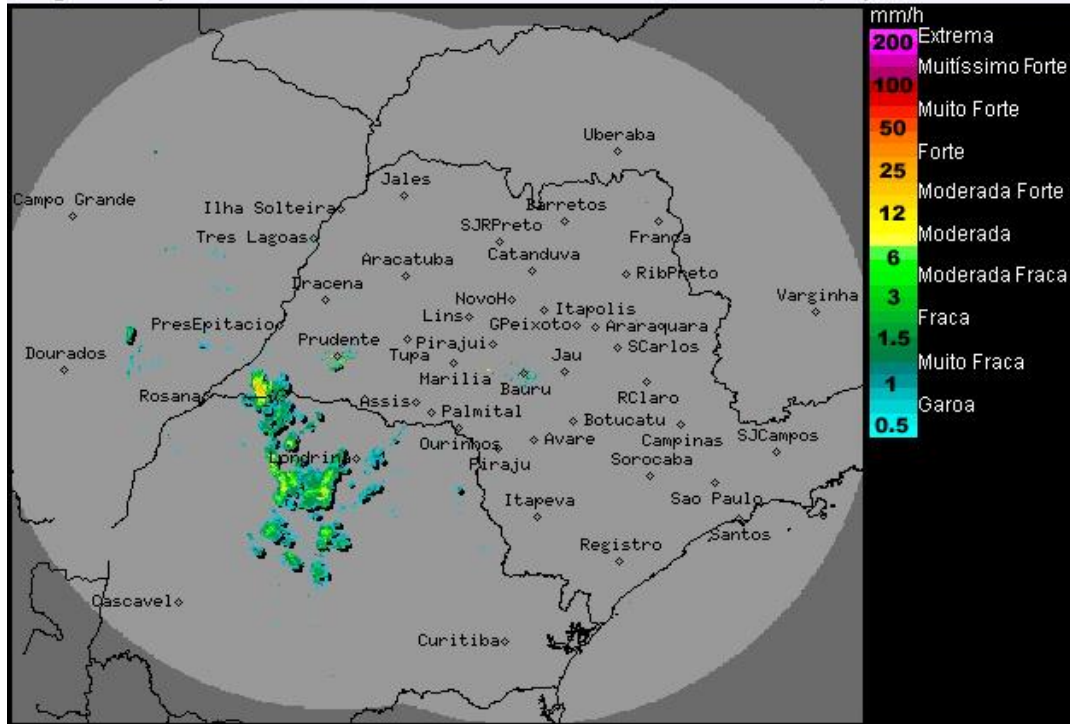 mm/h
200 Extrema
Muitíssimo Forte
100
Muito Forte
50
Forte
25
Moderada Forte
12
Moderada
6
Moderada Fraca
3
Fraca
1.5
Muito Fraca
1
Garoa
0.5
Uberaba
Jales
Campo Grande
Ilha Solteira
Barretos
SJRPreto
Franca
Tres Lagoas
Catanduva
Aracatuba
RibPreto
Dracena
NovoH
Varginha
Itapolis
Lins
PresEpitacio
GPeixoto
Araraquara
Prudente
Pirajui
SCarlos
Dourados
Tupa
Jau
Marilia
Bauru
Rosana
RClaro
Assis
Palmital
Botucatu
Ourinhos
Avare
Campinas
SJCampos
Londrina
Piraju
Sorocaba
Itapeva
Sao Paulo
Santos
Registro
Cascavel
Curitiba